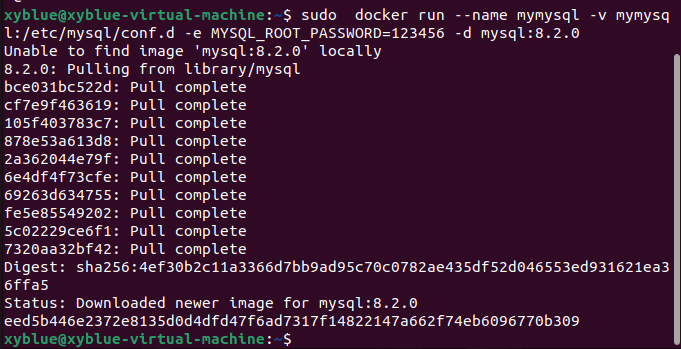 xyblue@xyblue-virtual-machine:~$ sudo  docker run --name mymysql -v mymysq
l:/etc/mysql/conf.d -e MYSQL_ROOT_PASSWORD=123456 -d mysql:8.2.0
Unable to find image 'mysql:8.2.0' locally
8.2.0: Pulling from library/mysql
bce031bc522d: Pull complete
cf7e9f463619: Pull complete
105f403783c7: Pull complete
878e53a613d8: Pull complete
2a362044e79f: Pull complete
6e4df4f73cfe: Pull complete
69263d634755: Pull complete
fe5e85549202: Pull complete
5c02229ce6f1: Pull complete
7320aa32bf42: Pull complete
Digest: sha256:4ef30b2c11a3366d7bb9ad95c70c0782ae435df52d046553ed931621ea3
6ffa5
Status: Downloaded newer image for mysql:8.2.0
eed5b446e2372e8135d0d4dfd47f6ad7317f14822147a662f74eb6096770b309
xyblue@xyblue-virtual-machine:~$